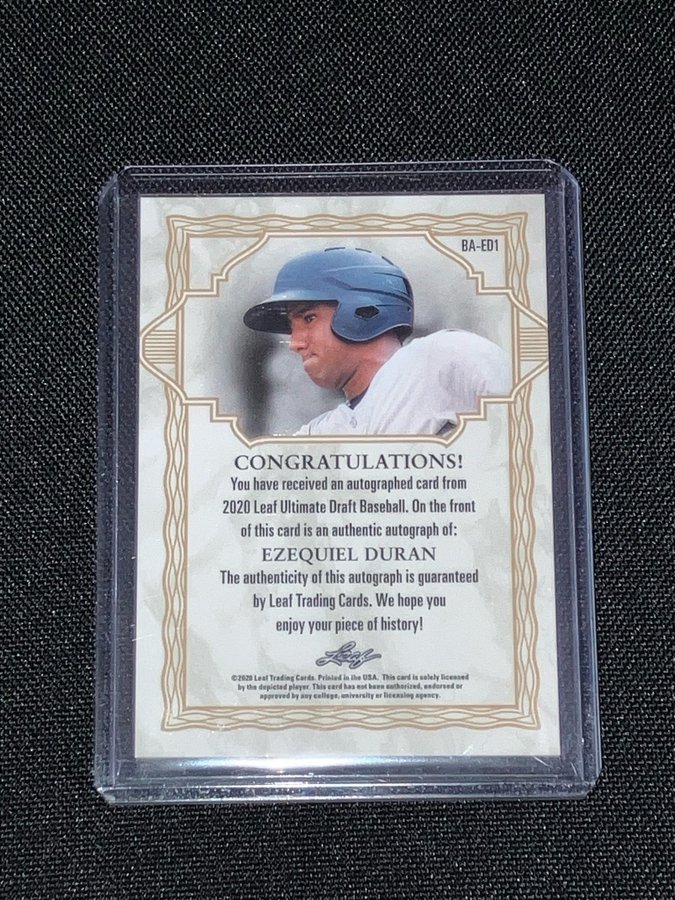 BA-ED1
CONGRATULATIONS!
You have received an autographed card from
2020 Leaf Ultimate Draft Baseball. On the front
of this card is an authentic autograph of:
EZEQUIEL DURAN
The authenticity of this autograph is guaranteed
by Leaf Trading Cards. We hope you
enjoy your piece of history!
Leaf
©2020 Leaf Trading Cards. Printed in the USA. This card is solely licensed
by the depicted player. This card has not been authorized, endorsed or
approved by any college, university or licensing agency.